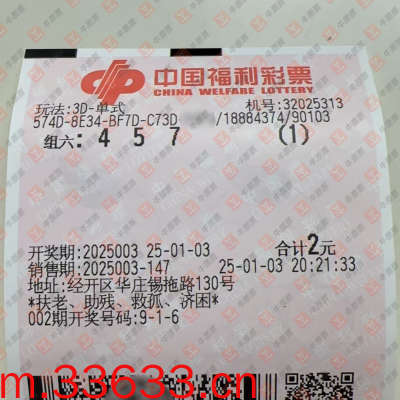 中国福利彩票
CHINA WELFARE LOTTERY
玩法:3D-单式 机号:32025313
574D-8E34-BF7D-C73D /18884374/90103
组六: 4 5 7 (1)
开奖期:2025003 25-01-03 合计2元
销售期:2025003-147 25-01-03 20:21:33
地址:经开区华庄锡拖路130号
*扶老、助残、救孤、济困*
002期开奖号码:9-1-6
m.33633.cn